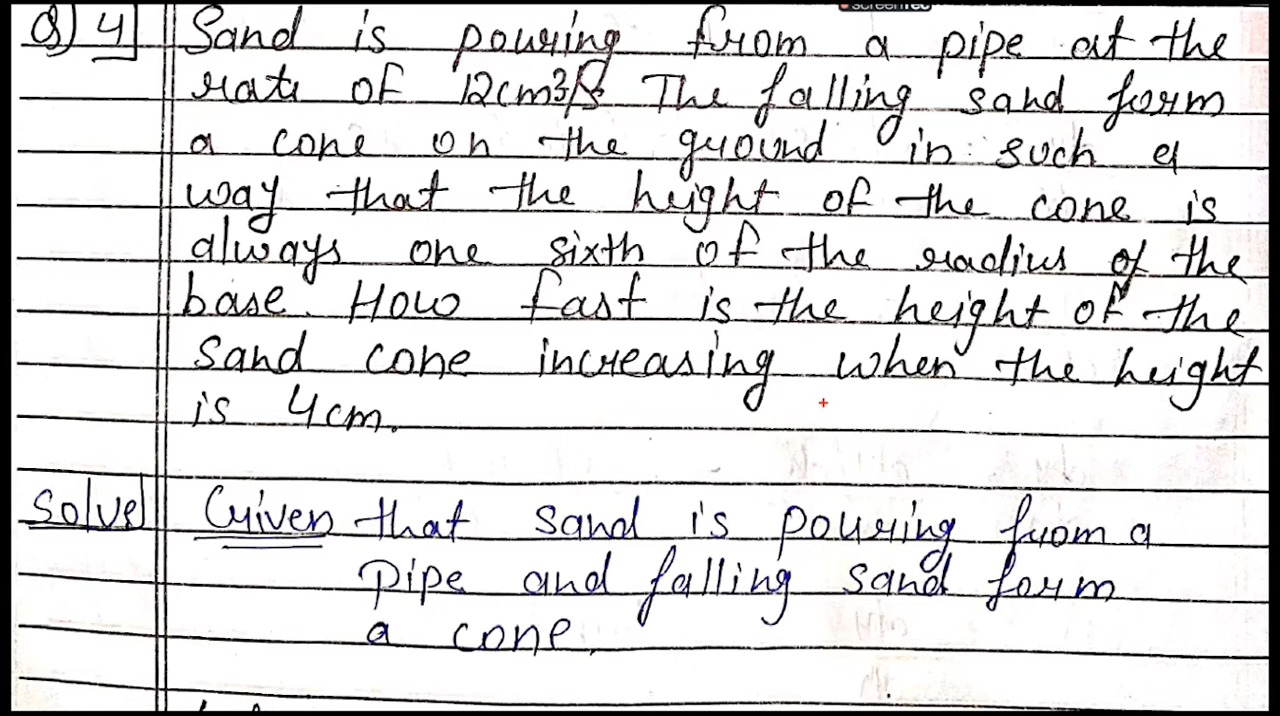 Q) 4] Sand is pouring from a pipe at the
rate of 12cm3/s The falling sand form
a cone on the ground in such a
way that the height of the cone is
always one sixth of the radius of the
base. How fast is the height of the
sand cone increasing when the height
is 4cm.
Solve Given that sand is pouring from a
pipe and falling sand form
a cone.